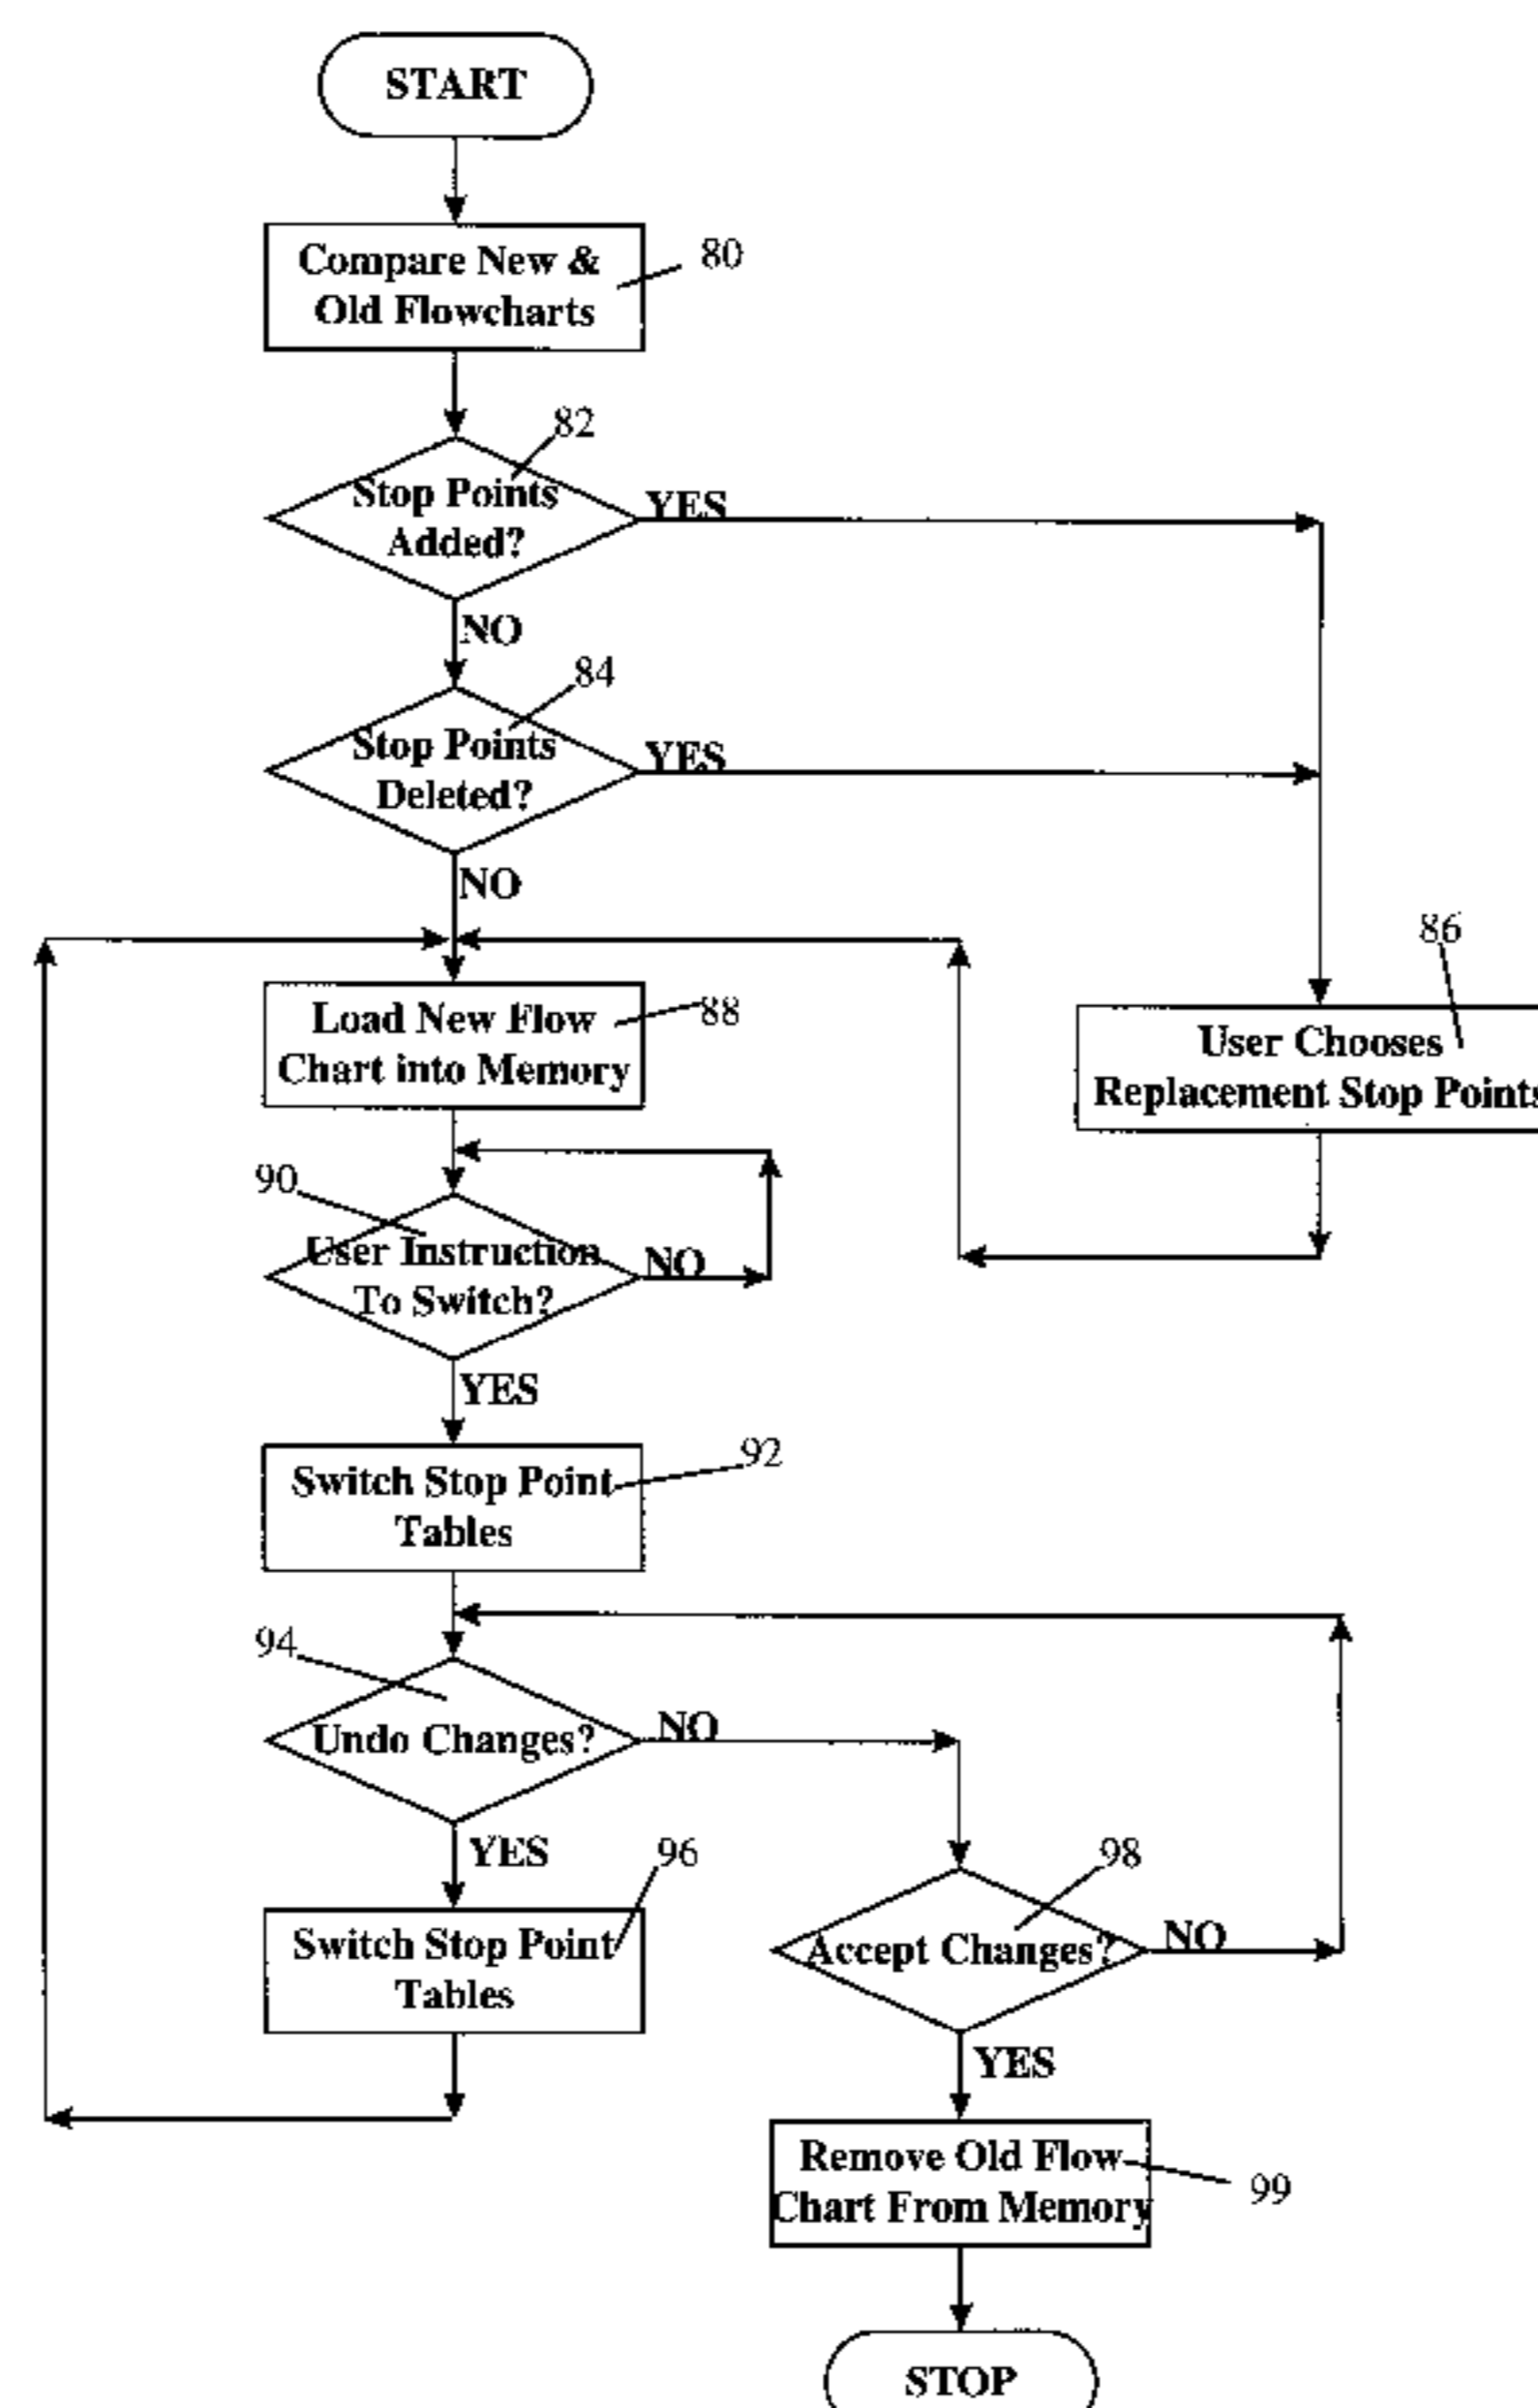 START
Compare New &
Old Flowcharts
80
82
Stop Points
Added?
YES
NO
84
Stop Points
Deleted?
YES
NO
86
User Chooses
Replacement Stop Points
Load New Flow
Chart into Memory
88
90
User Instruction
To Switch?
NO
YES
92
Switch Stop Point
Tables
94
Undo Changes?
NO
YES
96
98
Switch Stop Point
Tables
Accept Changes?
NO
YES
Remove Old Flow
Chart From Memory
99
STOP